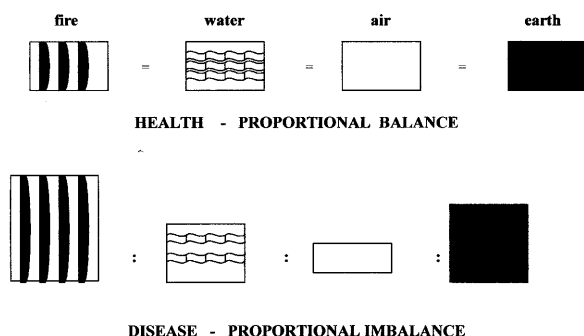 fire water air earth
= = =
HEALTH - PROPORTIONAL BALANCE
: : :
DISEASE - PROPORTIONAL IMBALANCE